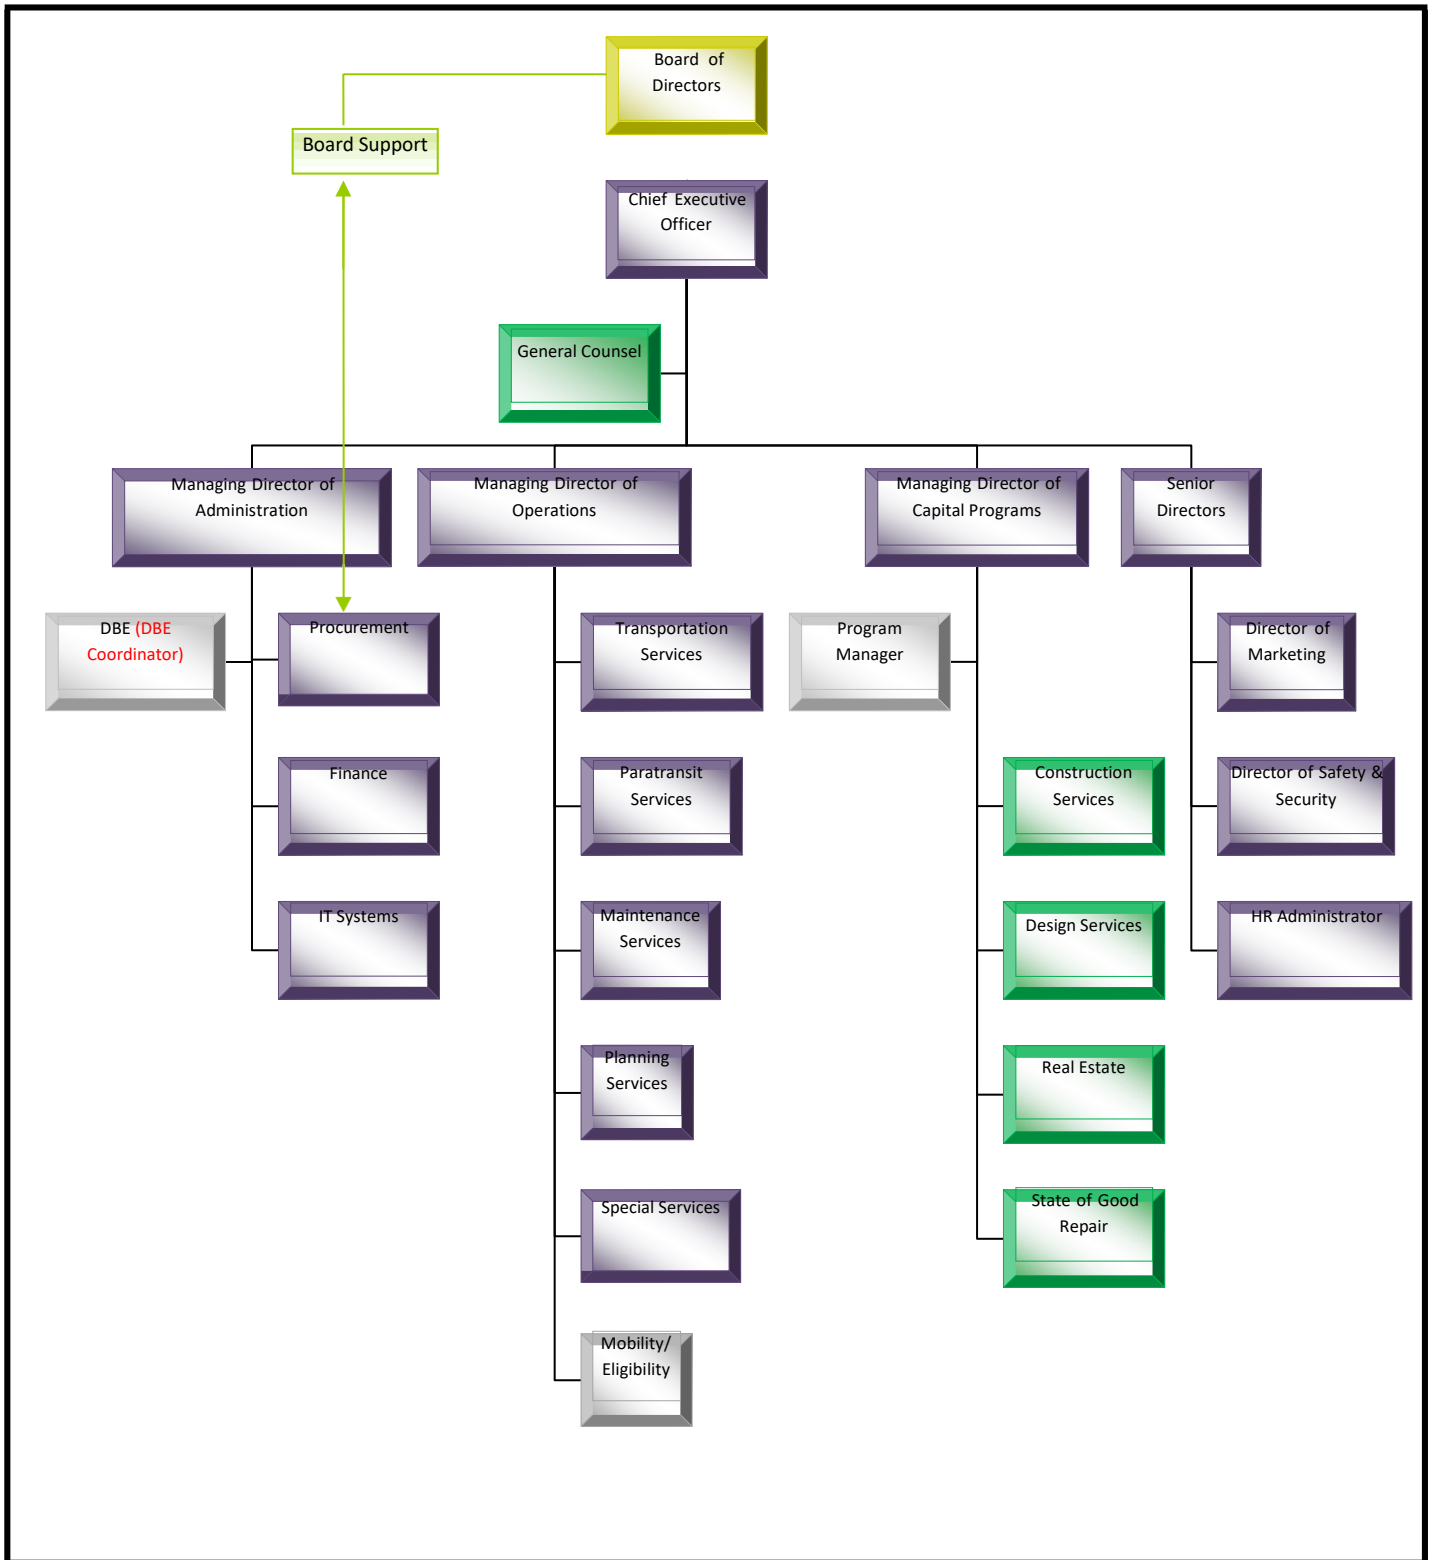 Board of
Directors
Board Support
Chief Executive
Officer
General Counsel
Managing Director of
Administration
Managing Director of
Operations
Managing Director of
Capital Programs
Senior
Directors
DBE (DBE
Coordinator)
Procurement
Transportation
Services
Program
Manager
Director of
Marketing
Finance
Paratransit
Services
Construction
Services
Director of Safety &
Security
IT Systems
Maintenance
Services
Design Services
HR Administrator
Planning
Services
Real Estate
Special Services
State of Good
Repair
Mobility/
Eligibility